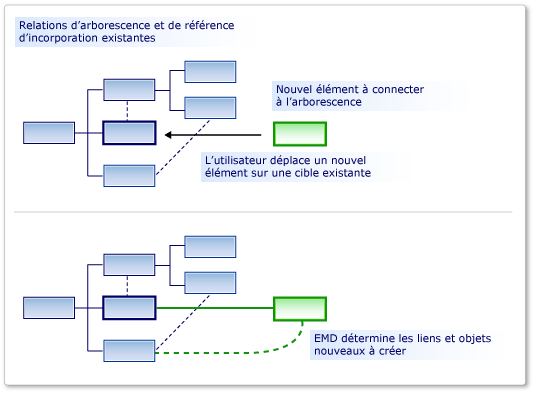 Relations d’arborescence et de référence
d’incorporation existantes
Nouvel élément à connecter
à l’arborescence
L’utilisateur déplace un nouvel
élément sur une cible existante
EMD détermine les liens et objets
nouveaux à créer